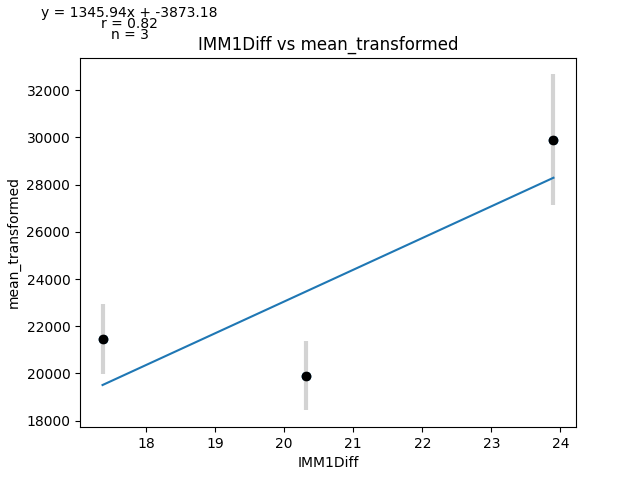 y = 1345.94x + -3873.18
r = 0.82
n = 3
IMM1Diff vs mean_transformed
mean_transformed
32000
30000
28000
26000
24000
22000
20000
18000
18 19 20 21 22 23 24
IMM1Diff